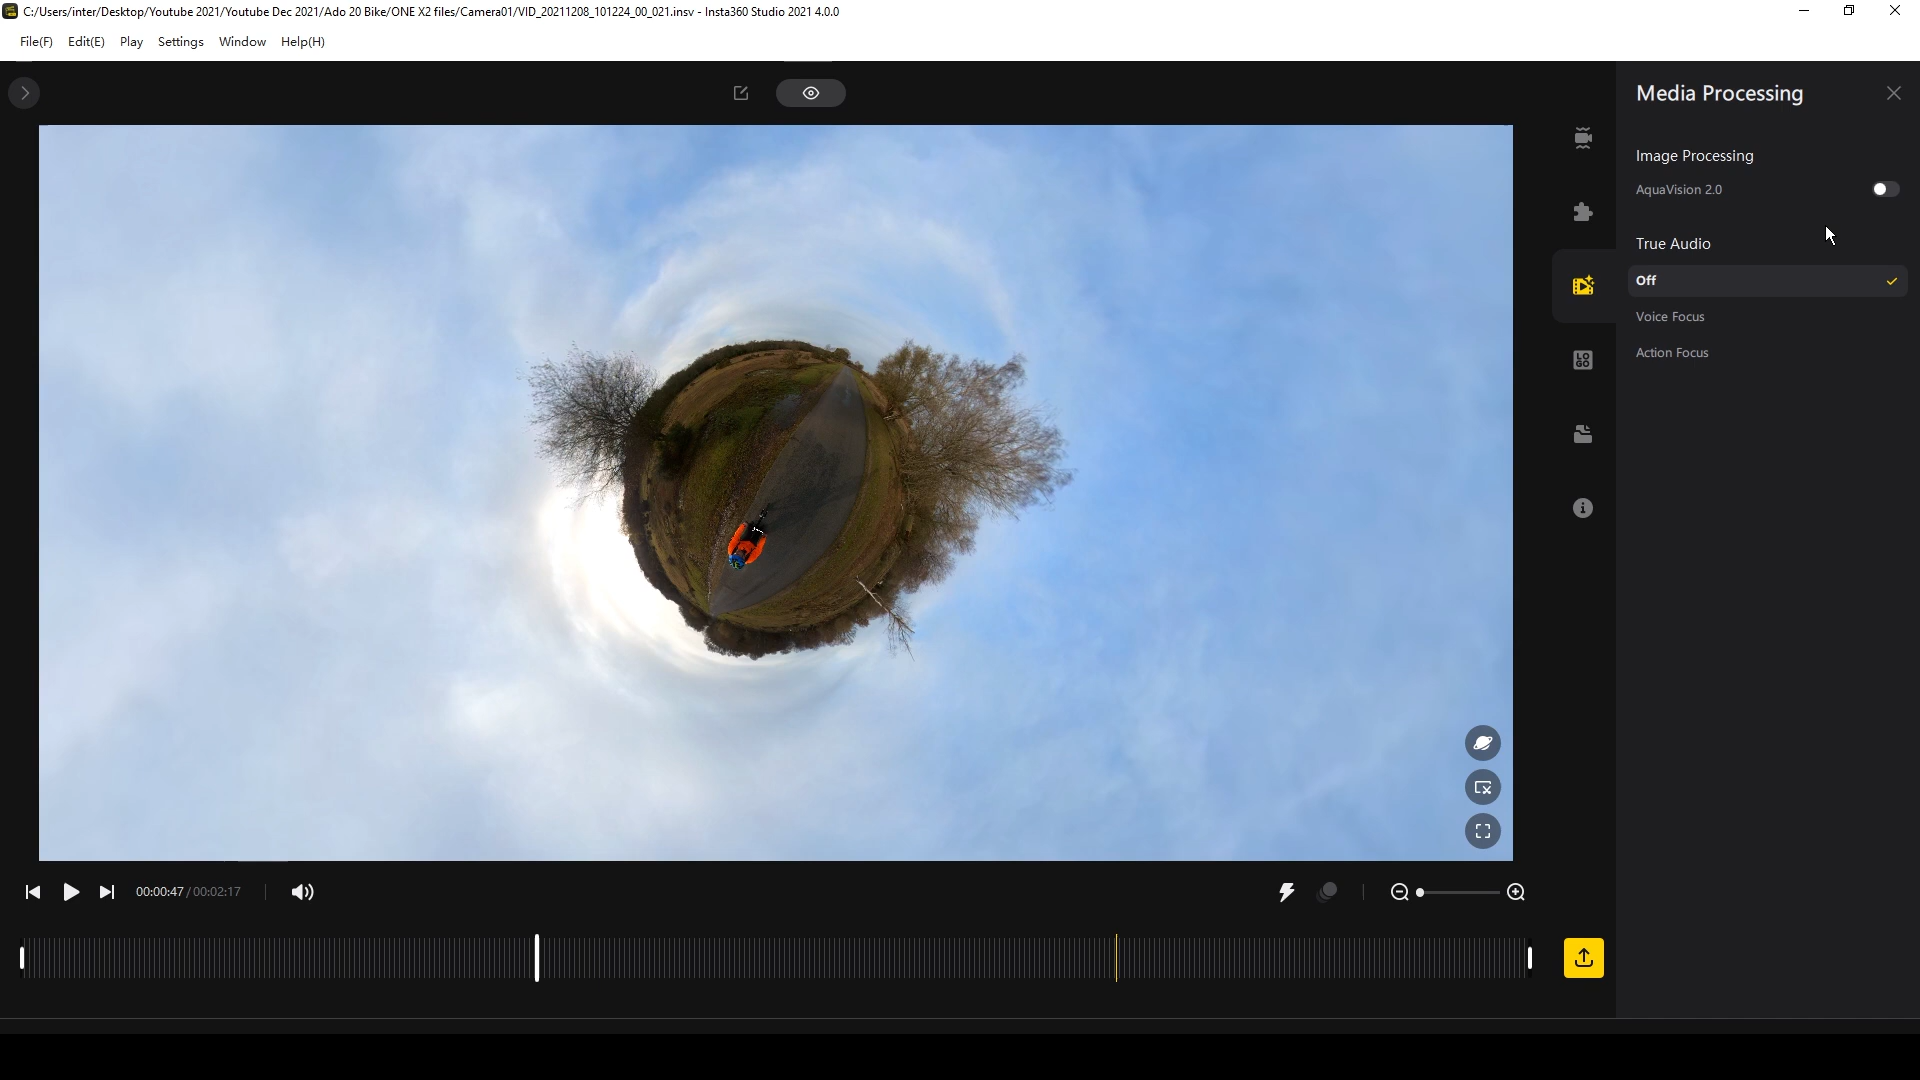 C:/Users/inter/Desktop/Youtube 2021/Youtube Dec 2021/Ado 20 Bike/ONE X2 files/Camera01/VID_20211208_101224_00_021.insv - Insta360 Studio 2021 4.0.0
File(F) Edit(E) Play Settings Window Help(H)
Media Processing
Image Processing
AquaVision 2.0
True Audio
Off
Voice Focus
Action Focus
LOGO
00:00:47 / 00:02:17